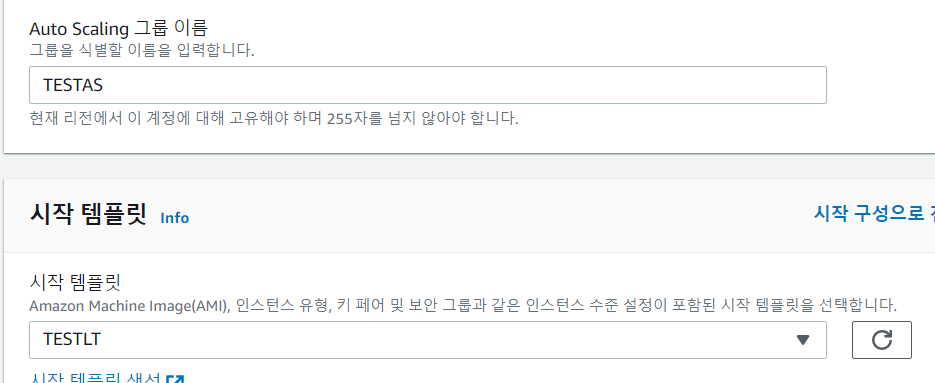 Auto Scaling 그룹 이름
그룹을 식별할 이름을 입력합니다.
TESTAS
현재 리전에서 이 계정에 대해 고유해야 하며 255자를 넘지 않아야 합니다.
시작 템플릿 Info 시작 구성으로
시작 템플릿
Amazon Machine Image(AMI), 인스턴스 유형, 키 페어 및 보안 그룹과 같은 인스턴스 수준 설정이 포함된 시작 템플릿을 선택합니다.
TESTLT
시작 템플릿 생성